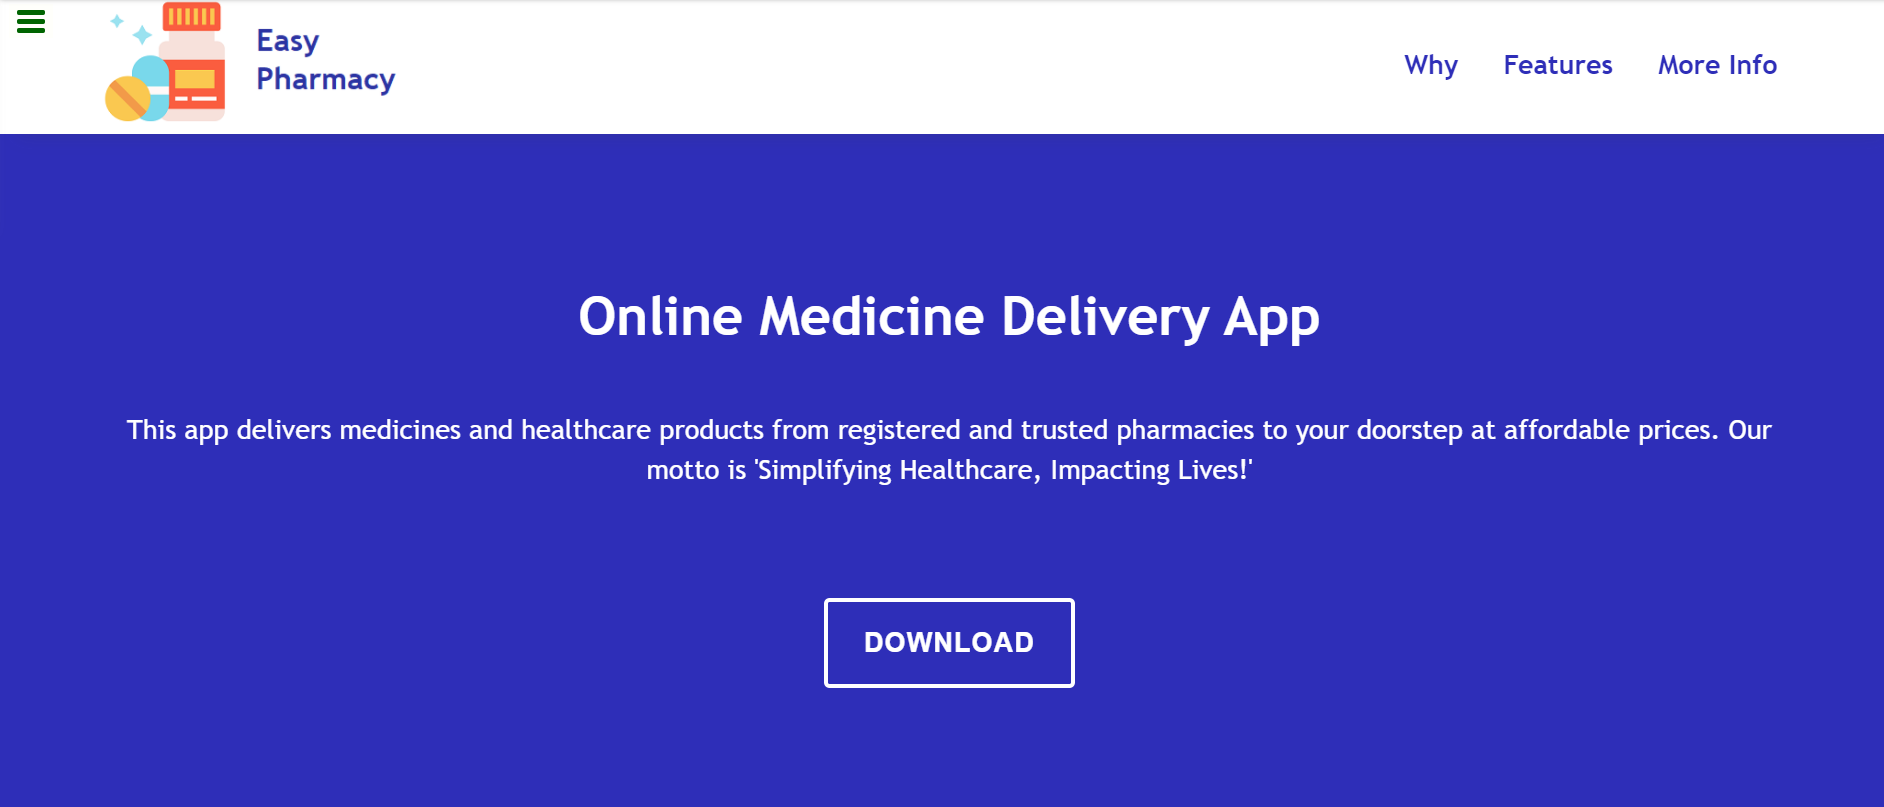 Easy
Pharmacy
Why
Features
More Info
Online Medicine Delivery App
This app delivers medicines and healthcare products from registered and trusted pharmacies to your doorstep at affordable prices. Our
motto is 'Simplifying Healthcare, Impacting Lives!'
DOWNLOAD